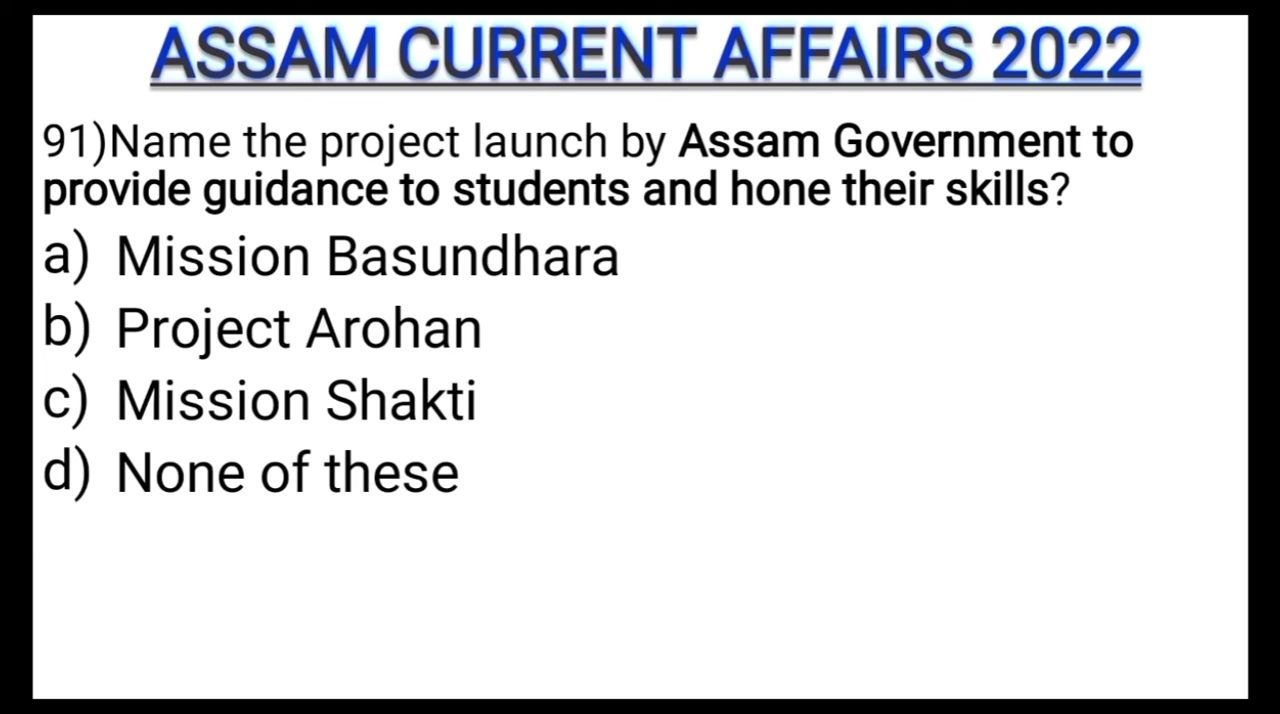 ASSAM CURRENT AFFAIRS 2022
91)Name the project launch by Assam Government to
provide guidance to students and hone their skills?
a) Mission Basundhara
b) Project Arohan
c) Mission Shakti
d) None of these